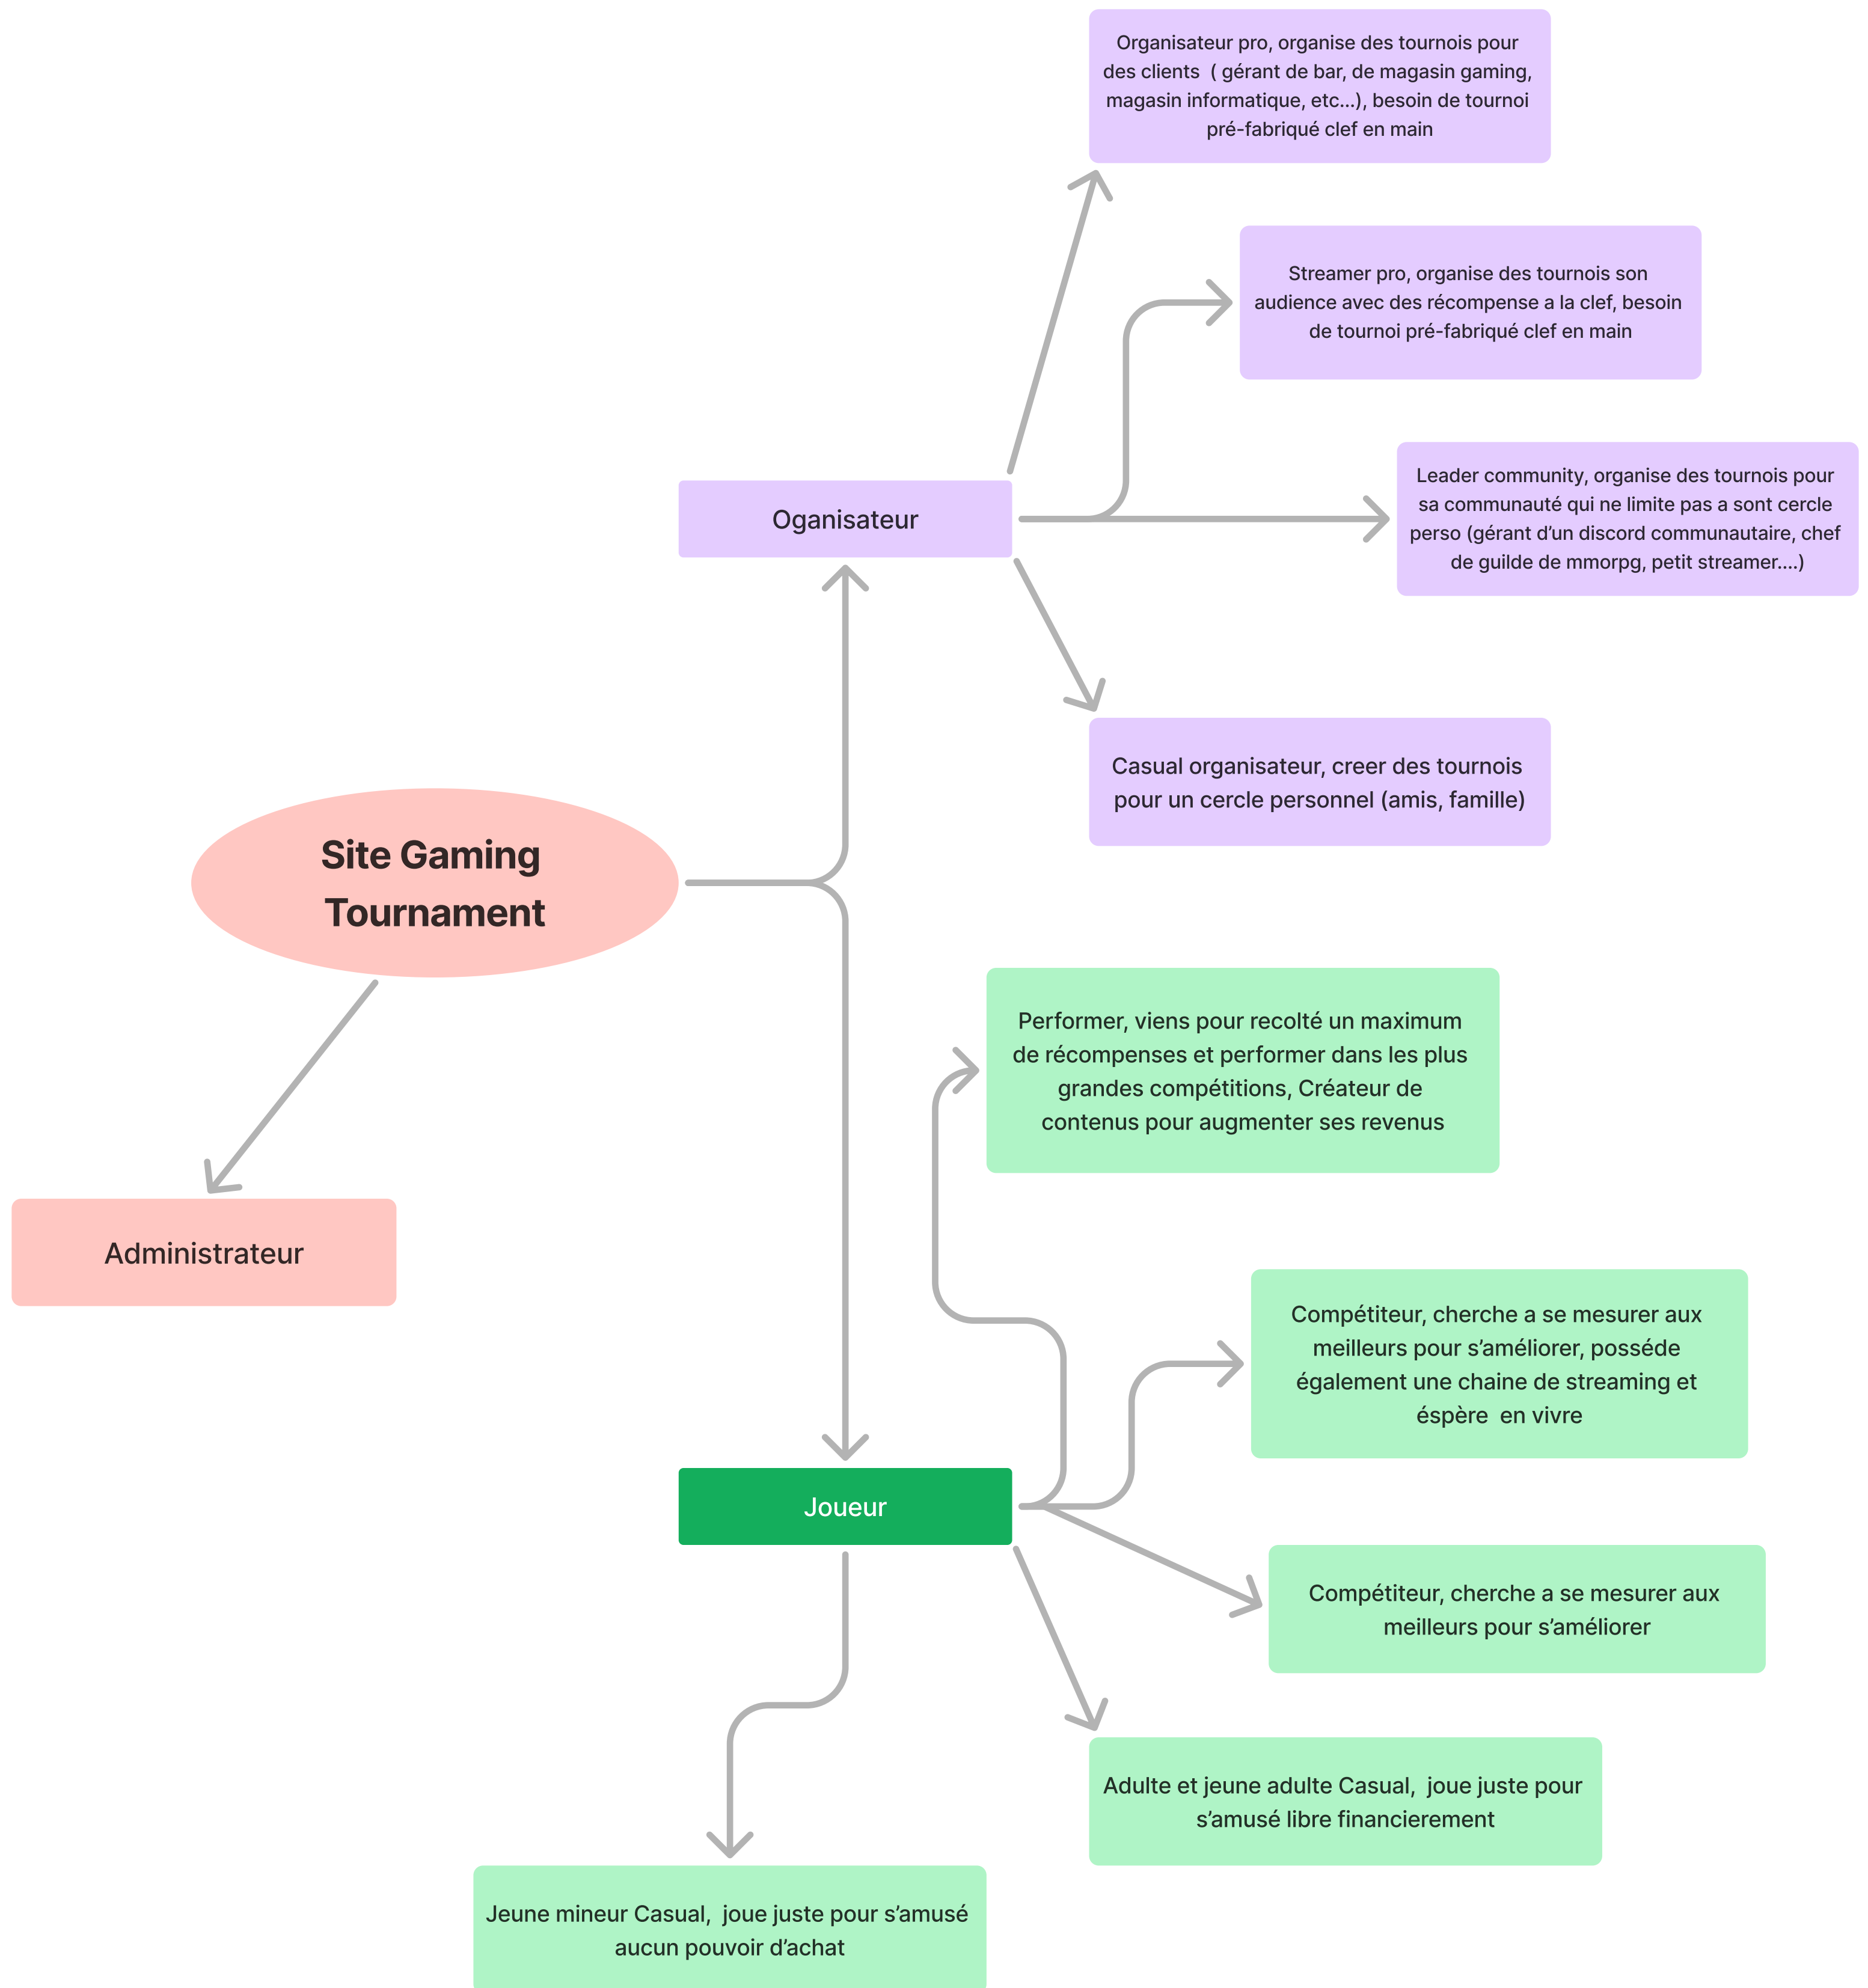 Organisateur pro, organise des tournois pour
des clients  ( gérant de bar, de magasin gaming,
magasin informatique, etc...), besoin de tournoi
pré-fabriqué clef en main
Streamer pro, organise des tournois son
audience avec des récompense a la clef, besoin
de tournoi pré-fabriqué clef en main
Leader community, organise des tournois pour
sa communauté qui ne limite pas a sont cercle
perso (gérant d’un discord communautaire, chef
de guilde de mmorpg, petit streamer....)
Oganisateur
Casual organisateur, creer des tournois
pour un cercle personnel (amis, famille)
Site Gaming
Tournament
Performer, viens pour recolté un maximum
de récompenses et performer dans les plus
grandes compétitions, Créateur de
contenus pour augmenter ses revenus
Administrateur
Compétiteur, cherche a se mesurer aux
meilleurs pour s’améliorer, posséde
également une chaine de streaming et
éspère  en vivre
Joueur
Compétiteur, cherche a se mesurer aux
meilleurs pour s’améliorer
Adulte et jeune adulte Casual,  joue juste pour
s’amusé libre financierement
Jeune mineur Casual,  joue juste pour s’amusé
aucun pouvoir d’achat